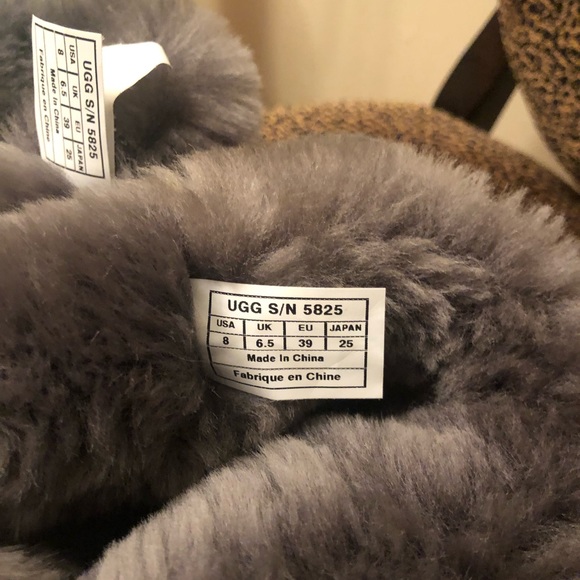 UGG S/N 5825
USA UK EU JAPAN
8 6.5 39 25
Made In China
Fabrique en Chine
UGG S/N 5825
USA UK EU JAPAN
8 6.5 39 25
Made In China
Fabrique en Chine